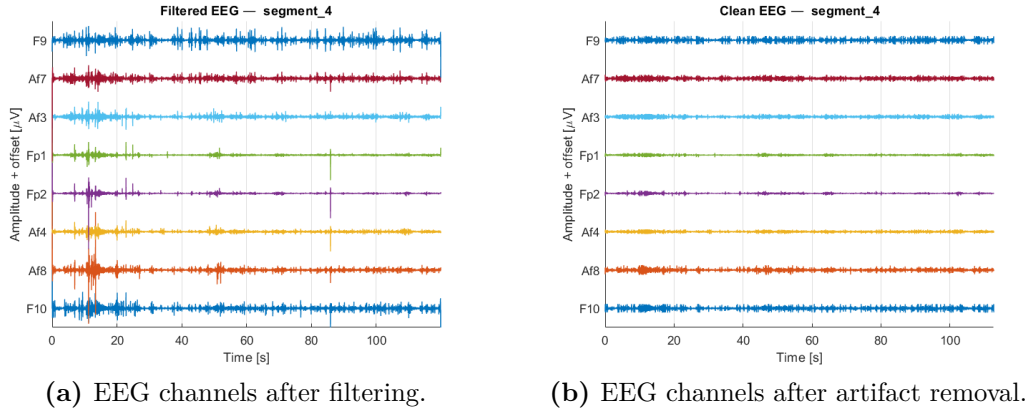 Filtered EEG — segment_4
Amplitude + offset [μV]
F9
Af7
Af3
Fp1
Fp2
Af4
Af8
F10
0 20 40 60 80 100
Time [s]
(a) EEG channels after filtering.
Clean EEG — segment_4
Amplitude + offset [μV]
F9
Af7
Af3
Fp1
Fp2
Af4
Af8
F10
0 20 40 60 80 100
Time [s]
(b) EEG channels after artifact removal.